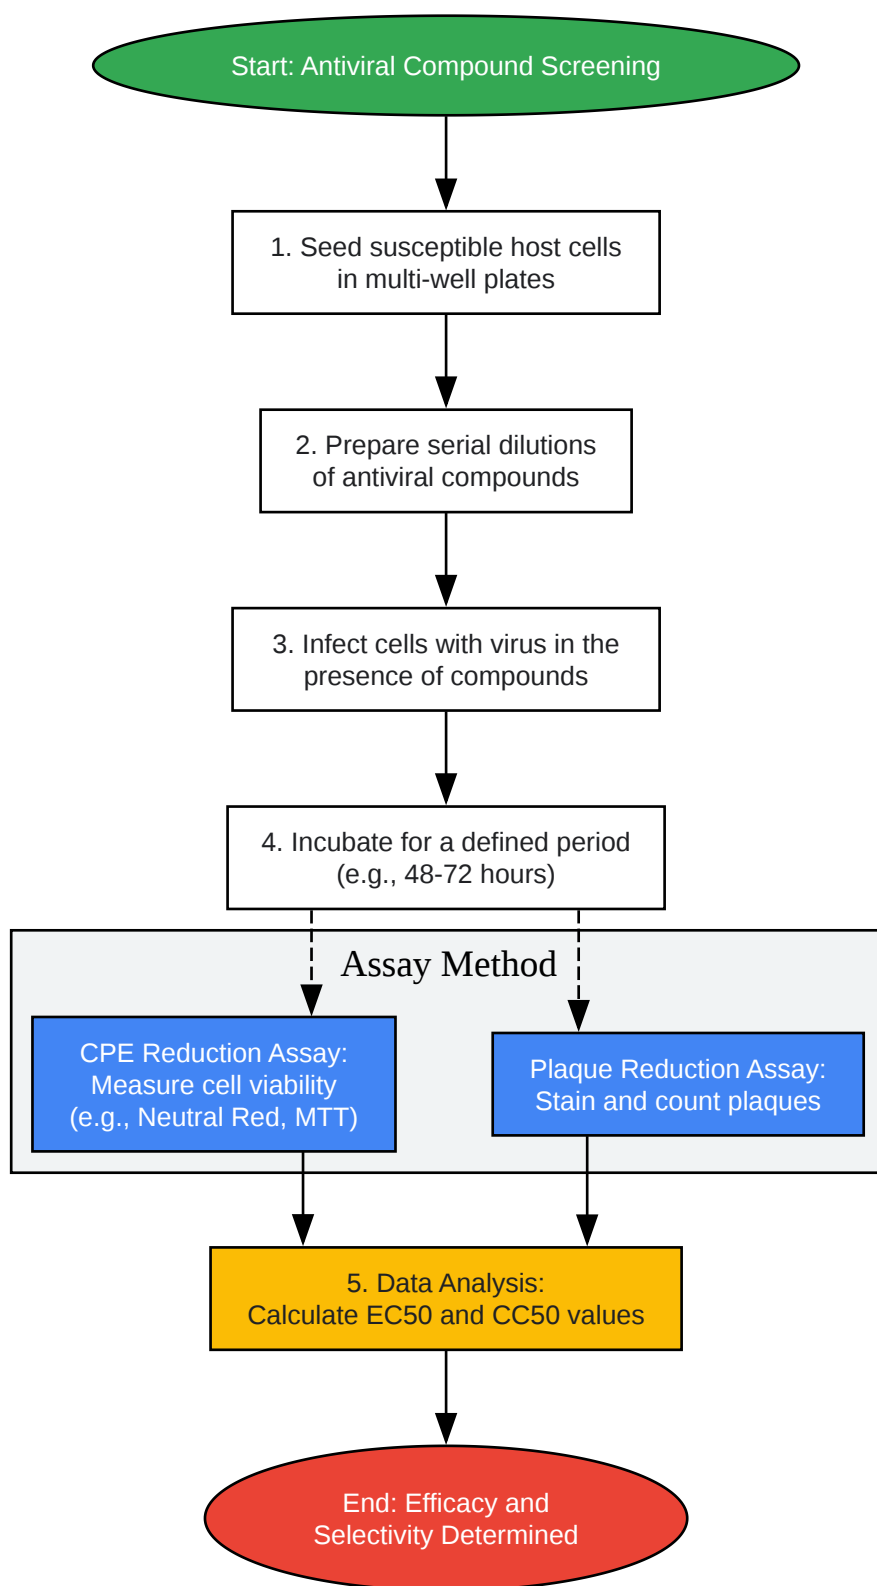 Start: Antiviral Compound Screening
1. Seed susceptible host cells
in multi-well plates
2. Prepare serial dilutions
of antiviral compounds
3. Infect cells with virus in the
presence of compounds
4. Incubate for a defined period
(e.g., 48-72 hours)
Assay Method
CPE Reduction Assay:
Measure cell viability
(e.g., Neutral Red, MTT)
Plaque Reduction Assay:
Stain and count plaques
5. Data Analysis:
Calculate EC50 and CC50 values
End: Efficacy and
Selectivity Determined